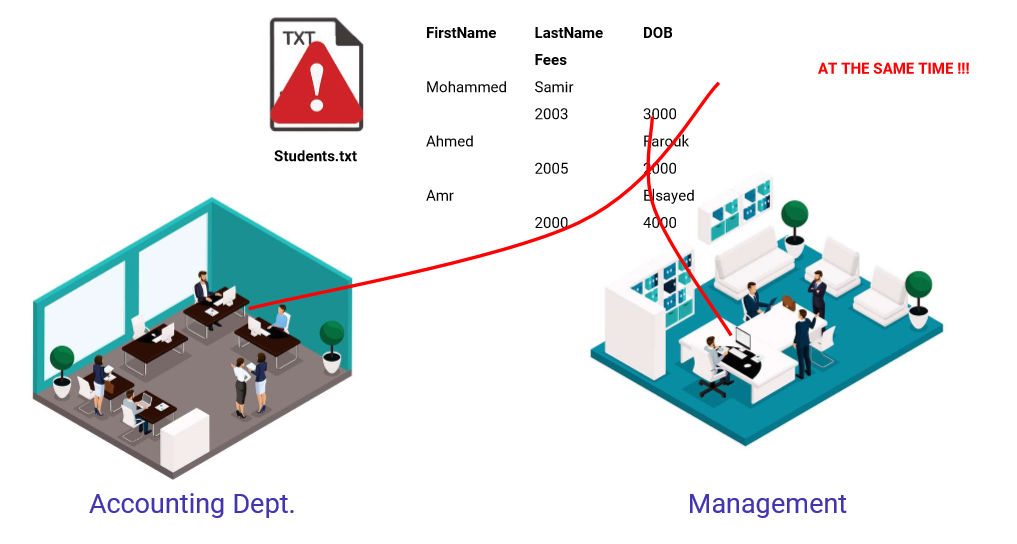 TXT
Students.txt
FirstName LastName DOB
Fees
Mohammed Samir
2003 3000
Ahmed Farouk
2005 2000
Amr Elsayed
2000 4000
AT THE SAME TIME !!!
Accounting Dept.
Management